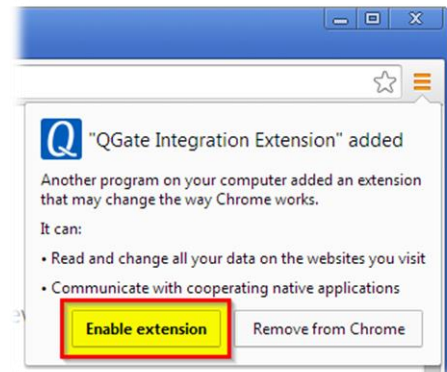 Q "QGate Integration Extension" added
Another program on your computer added an extension
that may change the way Chrome works.
It can:
• Read and change all your data on the websites you visit
• Communicate with cooperating native applications
Enable extension Remove from Chrome